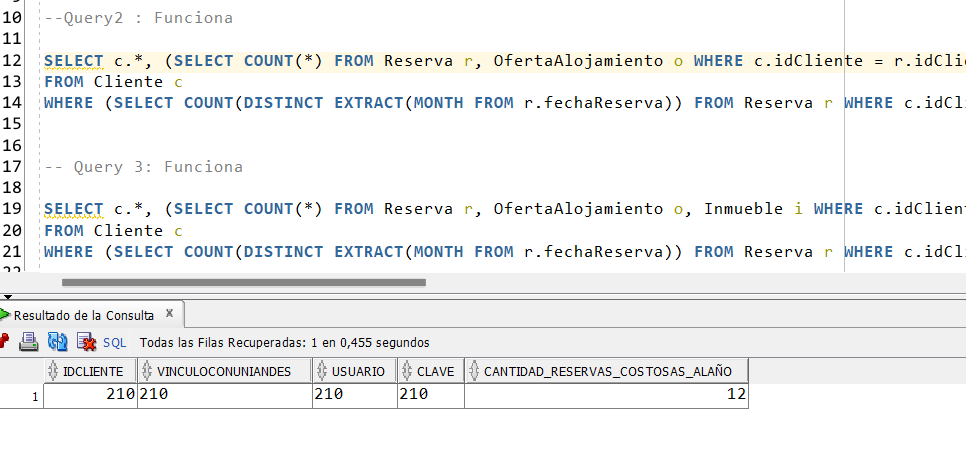 10 --Query2 : Funciona
11
12 SELECT c.*, (SELECT COUNT(*) FROM Reserva r, OfertaAlojamiento o WHERE c.idCliente = r.idClie
13 FROM Cliente c
14 WHERE (SELECT COUNT(DISTINCT EXTRACT(MONTH FROM r.fechaReserva)) FROM Reserva r WHERE c.idCl
15
16
17 -- Query 3: Funciona
18
19 SELECT c.*, (SELECT COUNT(*) FROM Reserva r, OfertaAlojamiento o, Inmueble i WHERE c.idClient
20 FROM Cliente c
21 WHERE (SELECT COUNT(DISTINCT EXTRACT(MONTH FROM r.fechaReserva)) FROM Reserva r WHERE c.idCl
Resultado de la Consulta x
SQL Todas las Filas Recuperadas: 1 en 0,455 segundos
IDCLIENTE VINCULOCONUNIANDES USUARIO CLAVE CANTIDAD_RESERVAS_COSTOSAS_ALAÑO
1 210 210 210 210 12